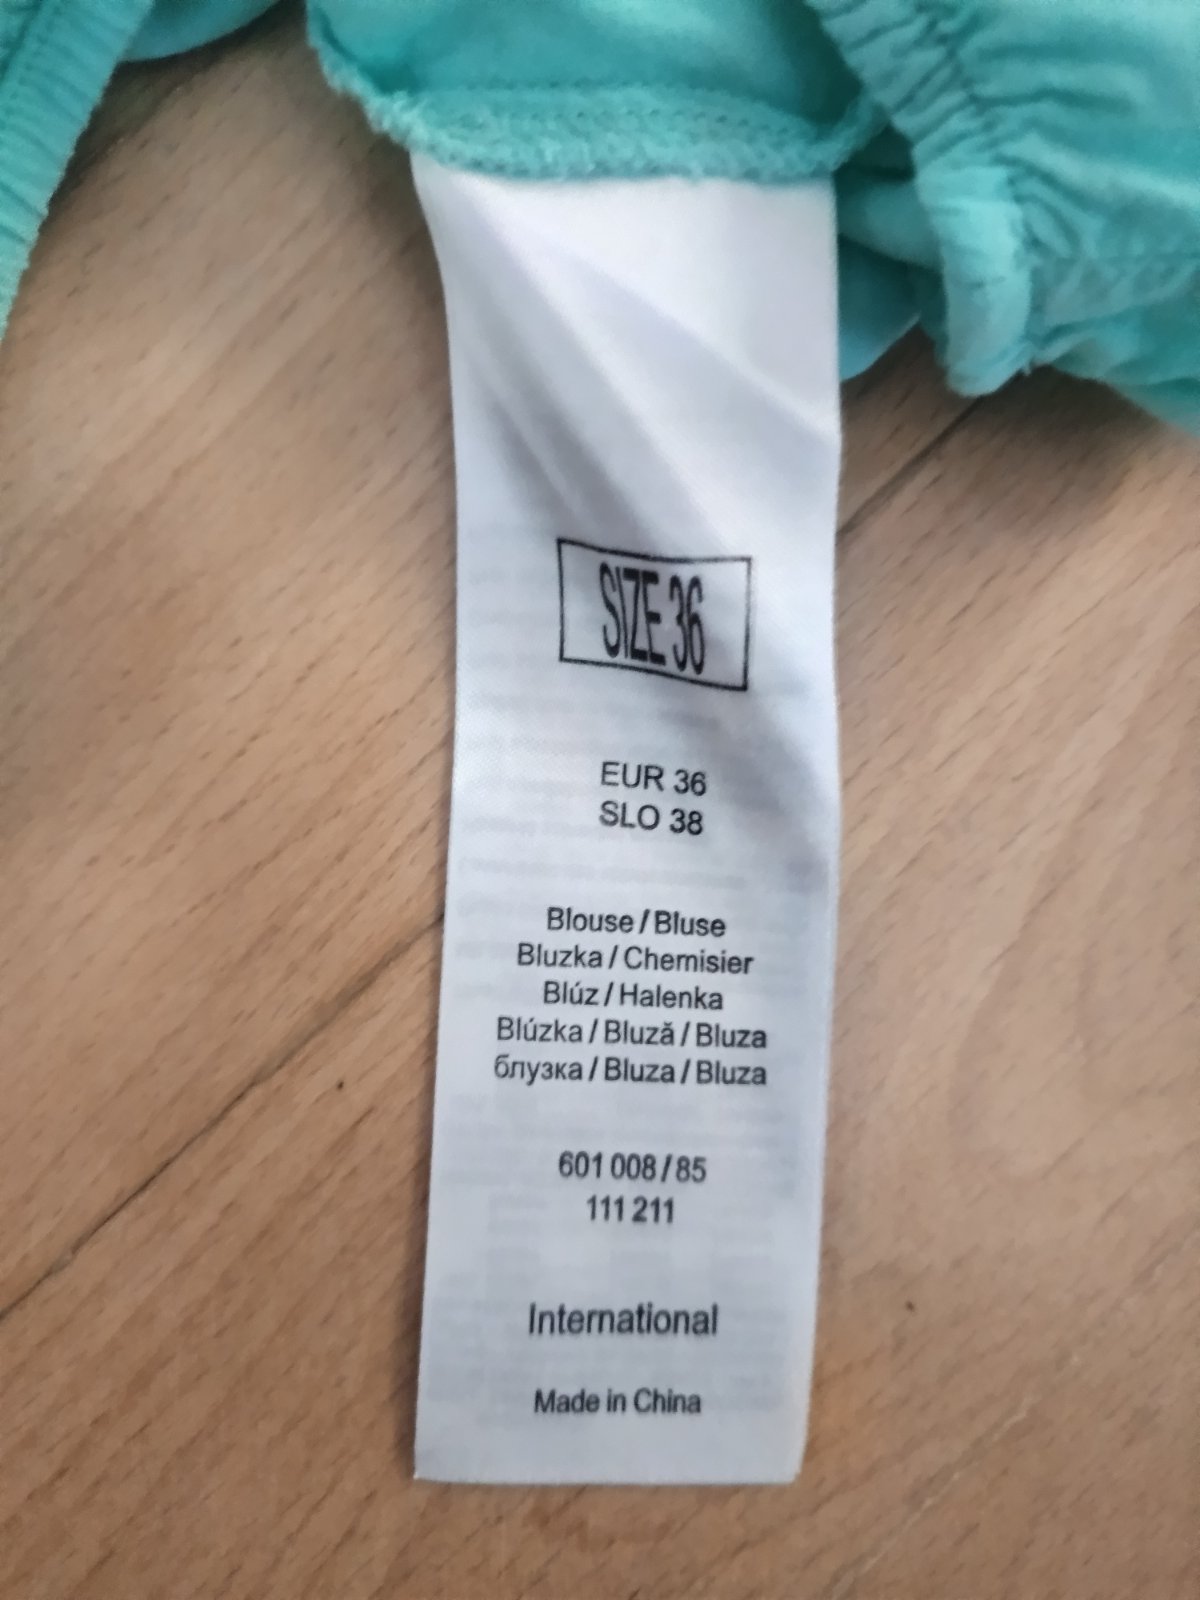 SIZE 36
EUR 36
SLO 38
Blouse / Bluse
Bluzka / Chemisier
Blúz / Halenka
Blúzka / Bluză / Bluza
блузка / Bluza / Bluza
601 008 / 85
111 211
International
Made in China